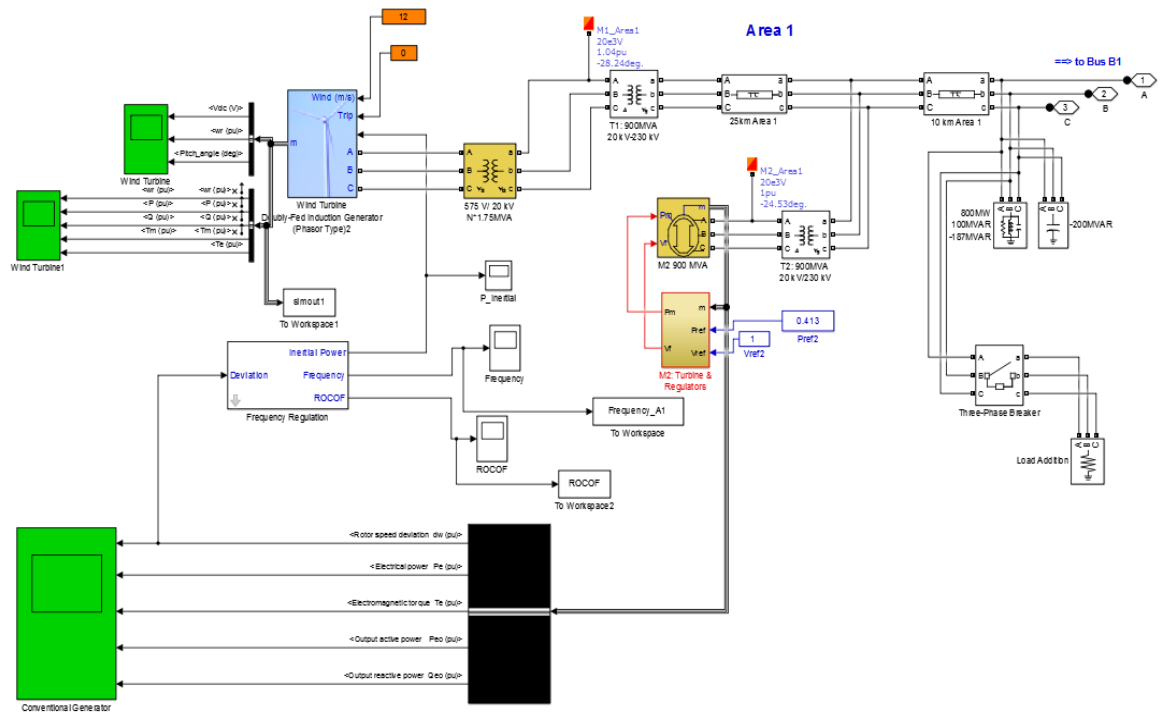 12
0
Area 1
M1_Area1
20e3V
1.04pu
-28.24deg.
==> to Bus B1
<Vdc (V)>
<wr (pu)>
<Pitch_angle (deg)>
Wind Turbine
Wind (m/s)
Trip
m
A
B
C
Wind Turbine
Doubly-Fed Induction Generator
(Phasor Type)2
A
B
C
a
b
c
575 V/ 20 kV
N*1.75MVA
A
B
C
a
b
c
T1: 900MVA
20 kV-230 kV
A
B
C
a
b
c
25km Area 1
A
B
C
a
b
c
10 km Area 1
1
A
2
B
3
C
<wr (pu)>
<P (pu)>
<Q (pu)>
<Tm (pu)>
<wr (pu)>
<P (pu)>
<Q (pu)>
<Tm (pu)>
<Te (pu)>
Wind Turbine1
simout1
To Workspace1
M2_Area1
20e3V
1pu
-24.53deg.
Pm
Vf
m
A
B
C
M2 900 MVA
A
B
C
a
b
c
T2: 900MVA
20 kV/230 kV
A
B
C
800MW
100MVAR
-187MVAR
A
B
C
-200MVAR
P_Inertial
Pm
Vf
m
Pref
Vref
M2: Turbine &
Regulators
0.413
Pref2
1
Vref2
Deviation
Inertial Power
Frequency
ROCOF
Frequency Regulation
Frequency
Frequency_A1
To Workspace
ROCOF
ROCOF
To Workspace2
A
B
C
a
b
c
Three-Phase Breaker
A
B
C
Load Addition
<Rotor speed deviation dw (pu)>
<Electrical power Pe (pu)>
<Electromagnetic torque Te (pu)>
<Output active power Peo (pu)>
<Output reactive power Qeo (pu)>
Conventional Generator